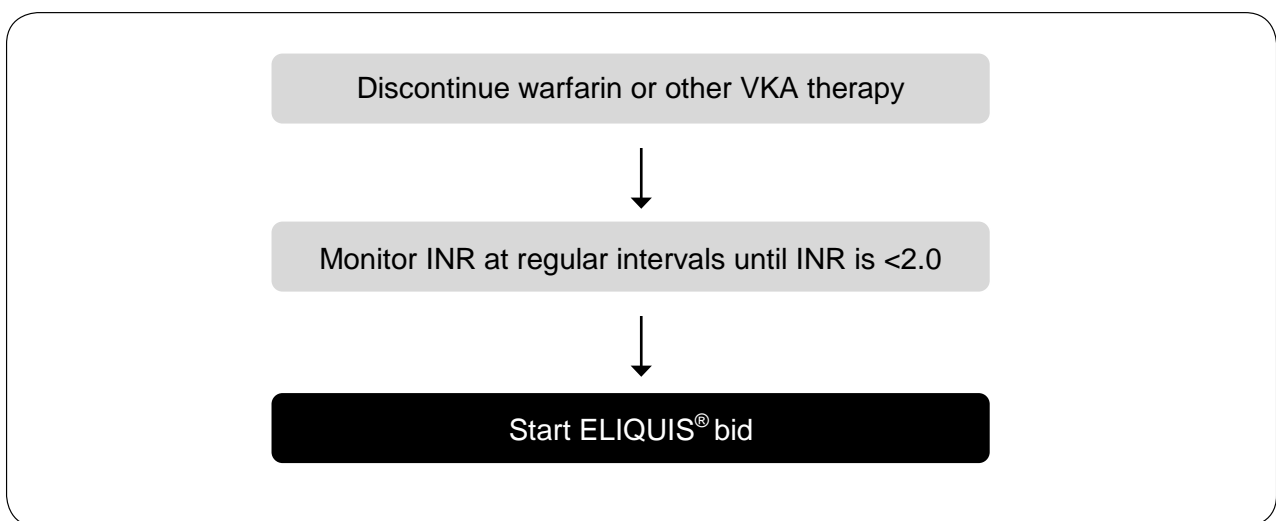 Discontinue warfarin or other VKA therapy
Monitor INR at regular intervals until INR is <2.0
Start ELIQUIS® bid